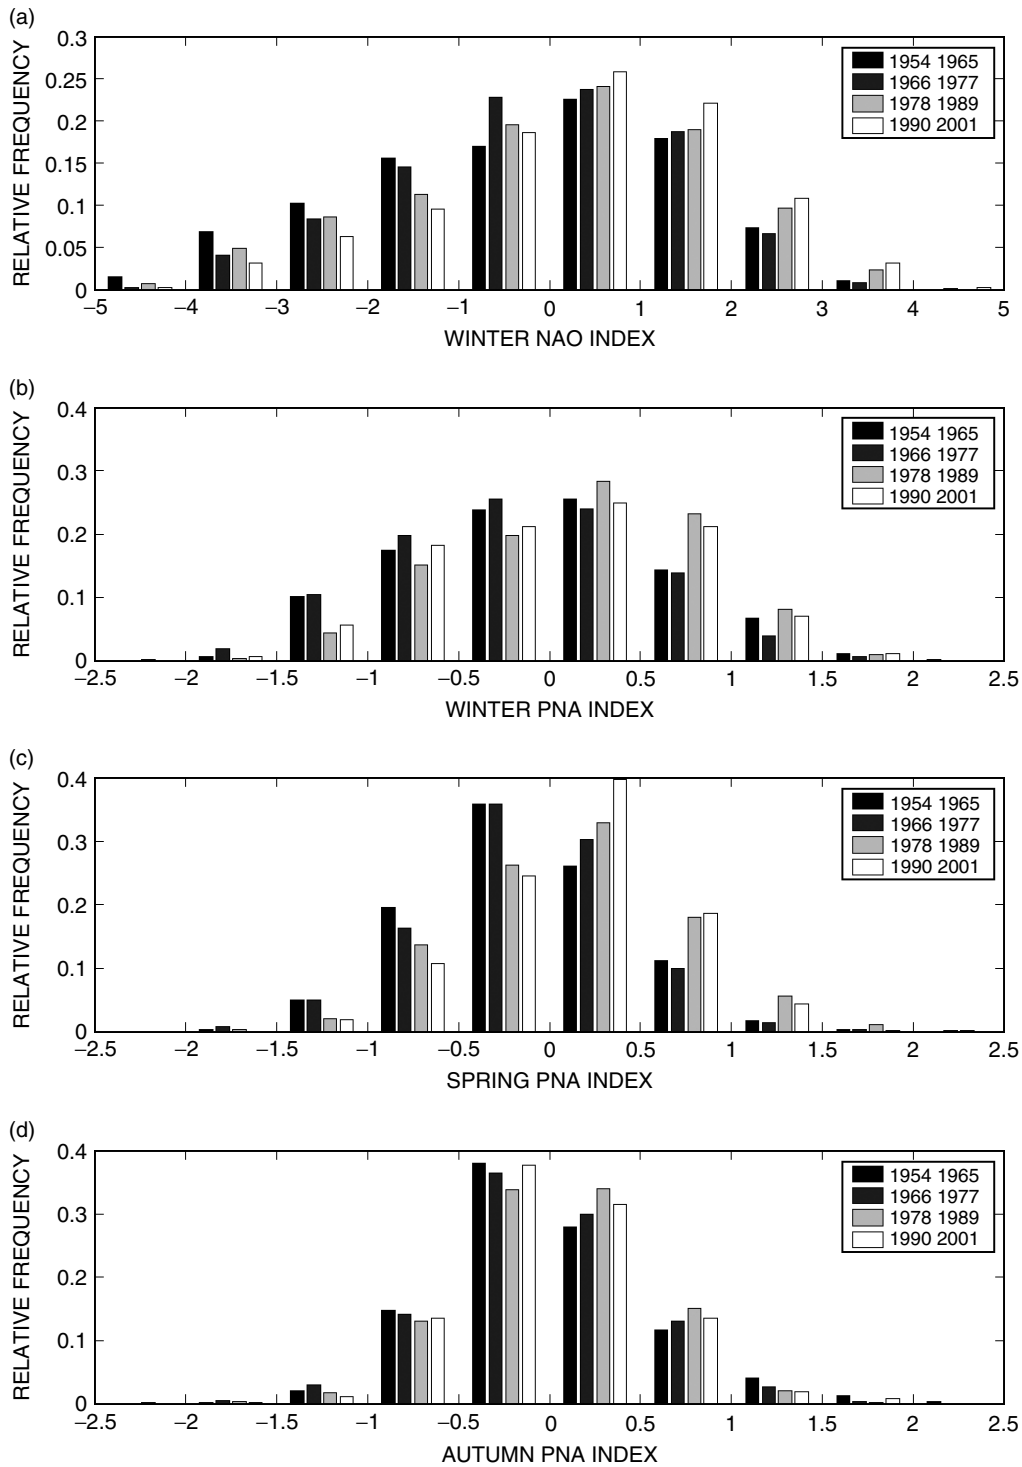 (a)
RELATIVE FREQUENCY
0.3
0.25
0.2
0.15
0.1
0.05
0
–5 –4 –3 –2 –1 0 1 2 3 4 5
WINTER NAO INDEX
1954 1965
1966 1977
1978 1989
1990 2001
(b)
RELATIVE FREQUENCY
0.4
0.3
0.2
0.1
0
–2.5 –2 –1.5 –1 –0.5 0 0.5 1 1.5 2 2.5
WINTER PNA INDEX
1954 1965
1966 1977
1978 1989
1990 2001
(c)
RELATIVE FREQUENCY
0.4
0.3
0.2
0.1
0
–2.5 –2 –1.5 –1 –0.5 0 0.5 1 1.5 2 2.5
SPRING PNA INDEX
1954 1965
1966 1977
1978 1989
1990 2001
(d)
RELATIVE FREQUENCY
0.4
0.3
0.2
0.1
0
–2.5 –2 –1.5 –1 –0.5 0 0.5 1 1.5 2 2.5
AUTUMN PNA INDEX
1954 1965
1966 1977
1978 1989
1990 2001